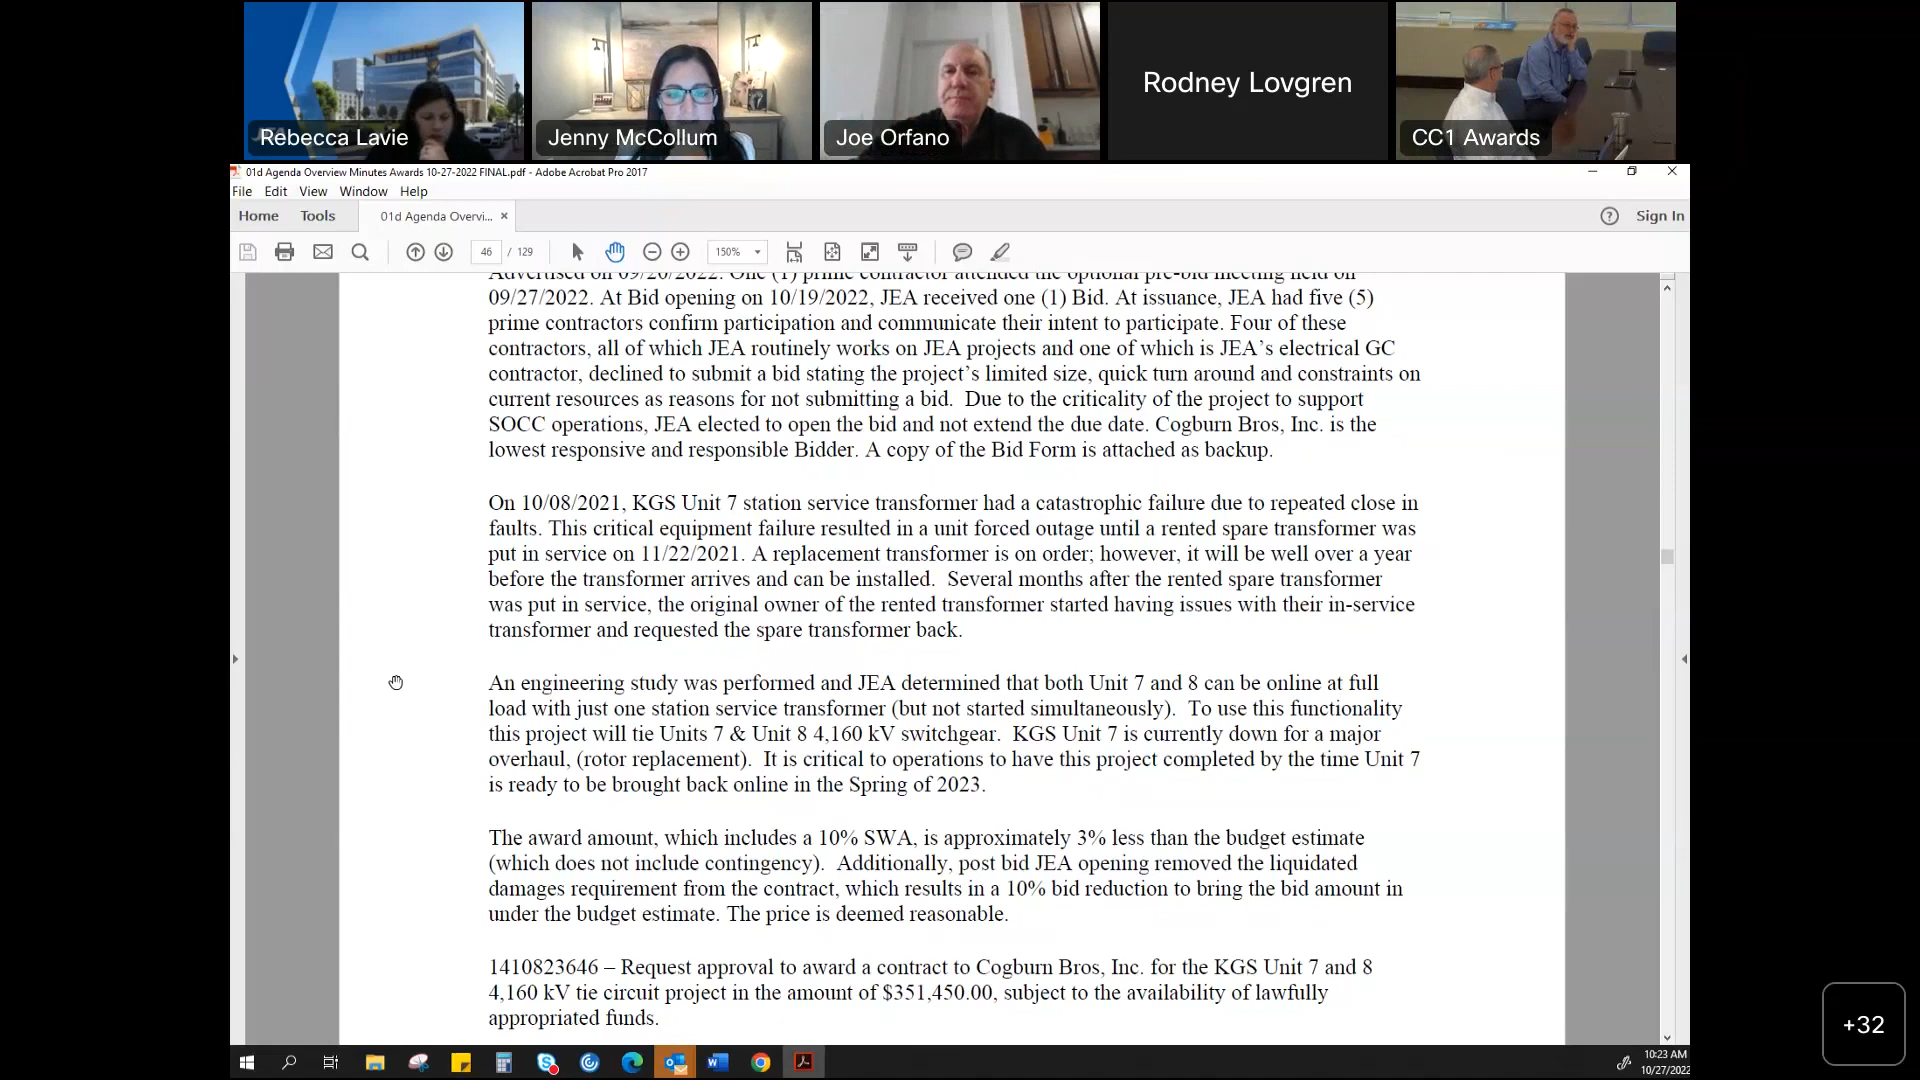 Rebecca Lavie
Jenny McCollum
Joe Orfano
Rodney Lovgren
CC1 Awards
01d Agenda Overview Minutes Awards 10-27-2022 FINAL.pdf - Adobe Acrobat Pro 2017
File Edit View Window Help
Home Tools 01d Agenda Overvi... × Sign In
46 / 129 150%
Advertised on 09/20/2022. One (1) prime contractor attended the optional pre-bid meeting held on
09/27/2022. At Bid opening on 10/19/2022, JEA received one (1) Bid. At issuance, JEA had five (5)
prime contractors confirm participation and communicate their intent to participate. Four of these
contractors, all of which JEA routinely works on JEA projects and one of which is JEA's electrical GC
contractor, declined to submit a bid stating the project's limited size, quick turn around and constraints on
current resources as reasons for not submitting a bid. Due to the criticality of the project to support
SOCC operations, JEA elected to open the bid and not extend the due date. Cogburn Bros, Inc. is the
lowest responsive and responsible Bidder. A copy of the Bid Form is attached as backup.
On 10/08/2021, KGS Unit 7 station service transformer had a catastrophic failure due to repeated close in
faults. This critical equipment failure resulted in a unit forced outage until a rented spare transformer was
put in service on 11/22/2021. A replacement transformer is on order; however, it will be well over a year
before the transformer arrives and can be installed. Several months after the rented spare transformer
was put in service, the original owner of the rented transformer started having issues with their in-service
transformer and requested the spare transformer back.
An engineering study was performed and JEA determined that both Unit 7 and 8 can be online at full
load with just one station service transformer (but not started simultaneously). To use this functionality
this project will tie Units 7 & Unit 8 4,160 kV switchgear. KGS Unit 7 is currently down for a major
overhaul, (rotor replacement). It is critical to operations to have this project completed by the time Unit 7
is ready to be brought back online in the Spring of 2023.
The award amount, which includes a 10% SWA, is approximately 3% less than the budget estimate
(which does not include contingency). Additionally, post bid JEA opening removed the liquidated
damages requirement from the contract, which results in a 10% bid reduction to bring the bid amount in
under the budget estimate. The price is deemed reasonable.
1410823646 – Request approval to award a contract to Cogburn Bros, Inc. for the KGS Unit 7 and 8
4,160 kV tie circuit project in the amount of $351,450.00, subject to the availability of lawfully
appropriated funds.
+32
10:23 AM
10/27/2022